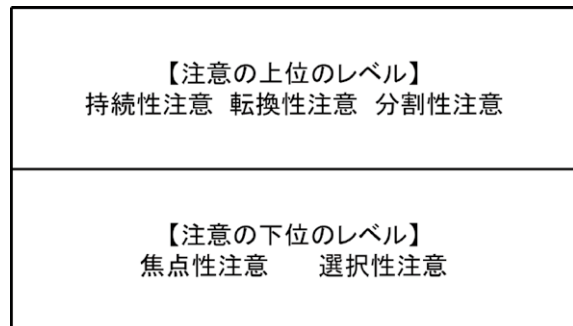 【注意の上位のレベル】
持続性注意　転換性注意　分割性注意
【注意の下位のレベル】
焦点性注意　　選択性注意